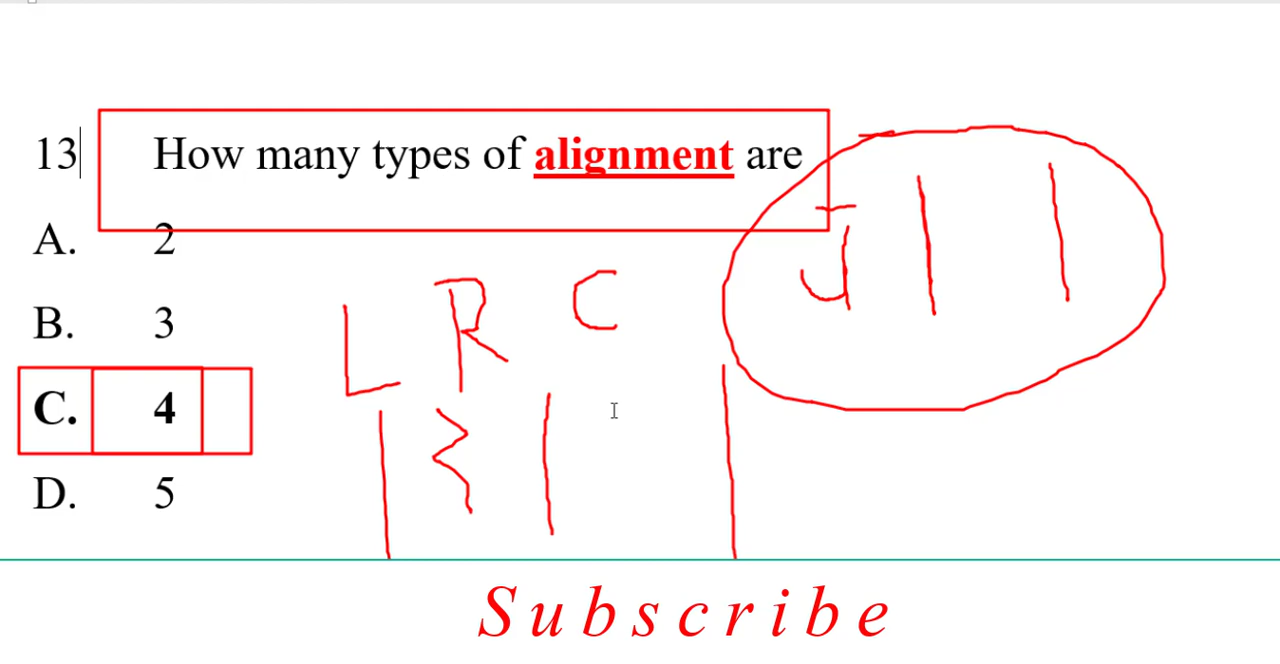 13 How many types of alignment are
A. 2
B. 3
C. 4
D. 5
L R C J
Subscribe